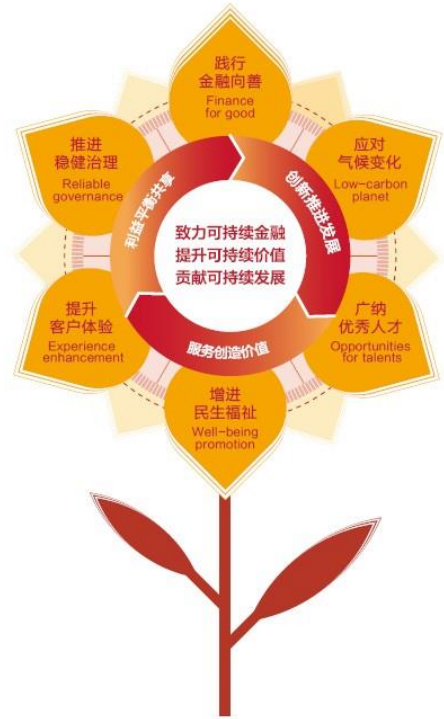 践行
金融向善
Finance
for good
推进
稳健治理
Reliable
governance
应对
气候变化
Low-carbon
planet
利益平衡共享
创新推进发展
致力可持续金融
提升可持续价值
贡献可持续发展
服务创造价值
提升
客户体验
Experience
enhancement
广纳
优秀人才
Opportunities
for talents
增进
民生福祉
Well-being
promotion